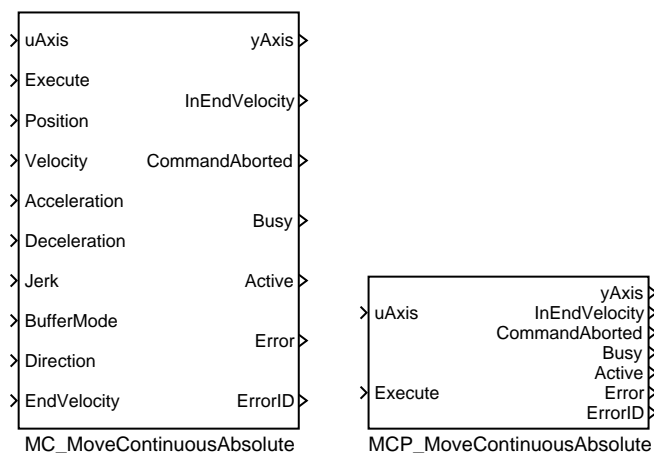 uAxis
Execute
Position
Velocity
Acceleration
Deceleration
Jerk
BufferMode
Direction
EndVelocity
yAxis
InEndVelocity
CommandAborted
Busy
Active
Error
ErrorID
MC_MoveContinuousAbsolute
uAxis
Execute
yAxis
InEndVelocity
CommandAborted
Busy
Active
Error
ErrorID
MCP_MoveContinuousAbsolute